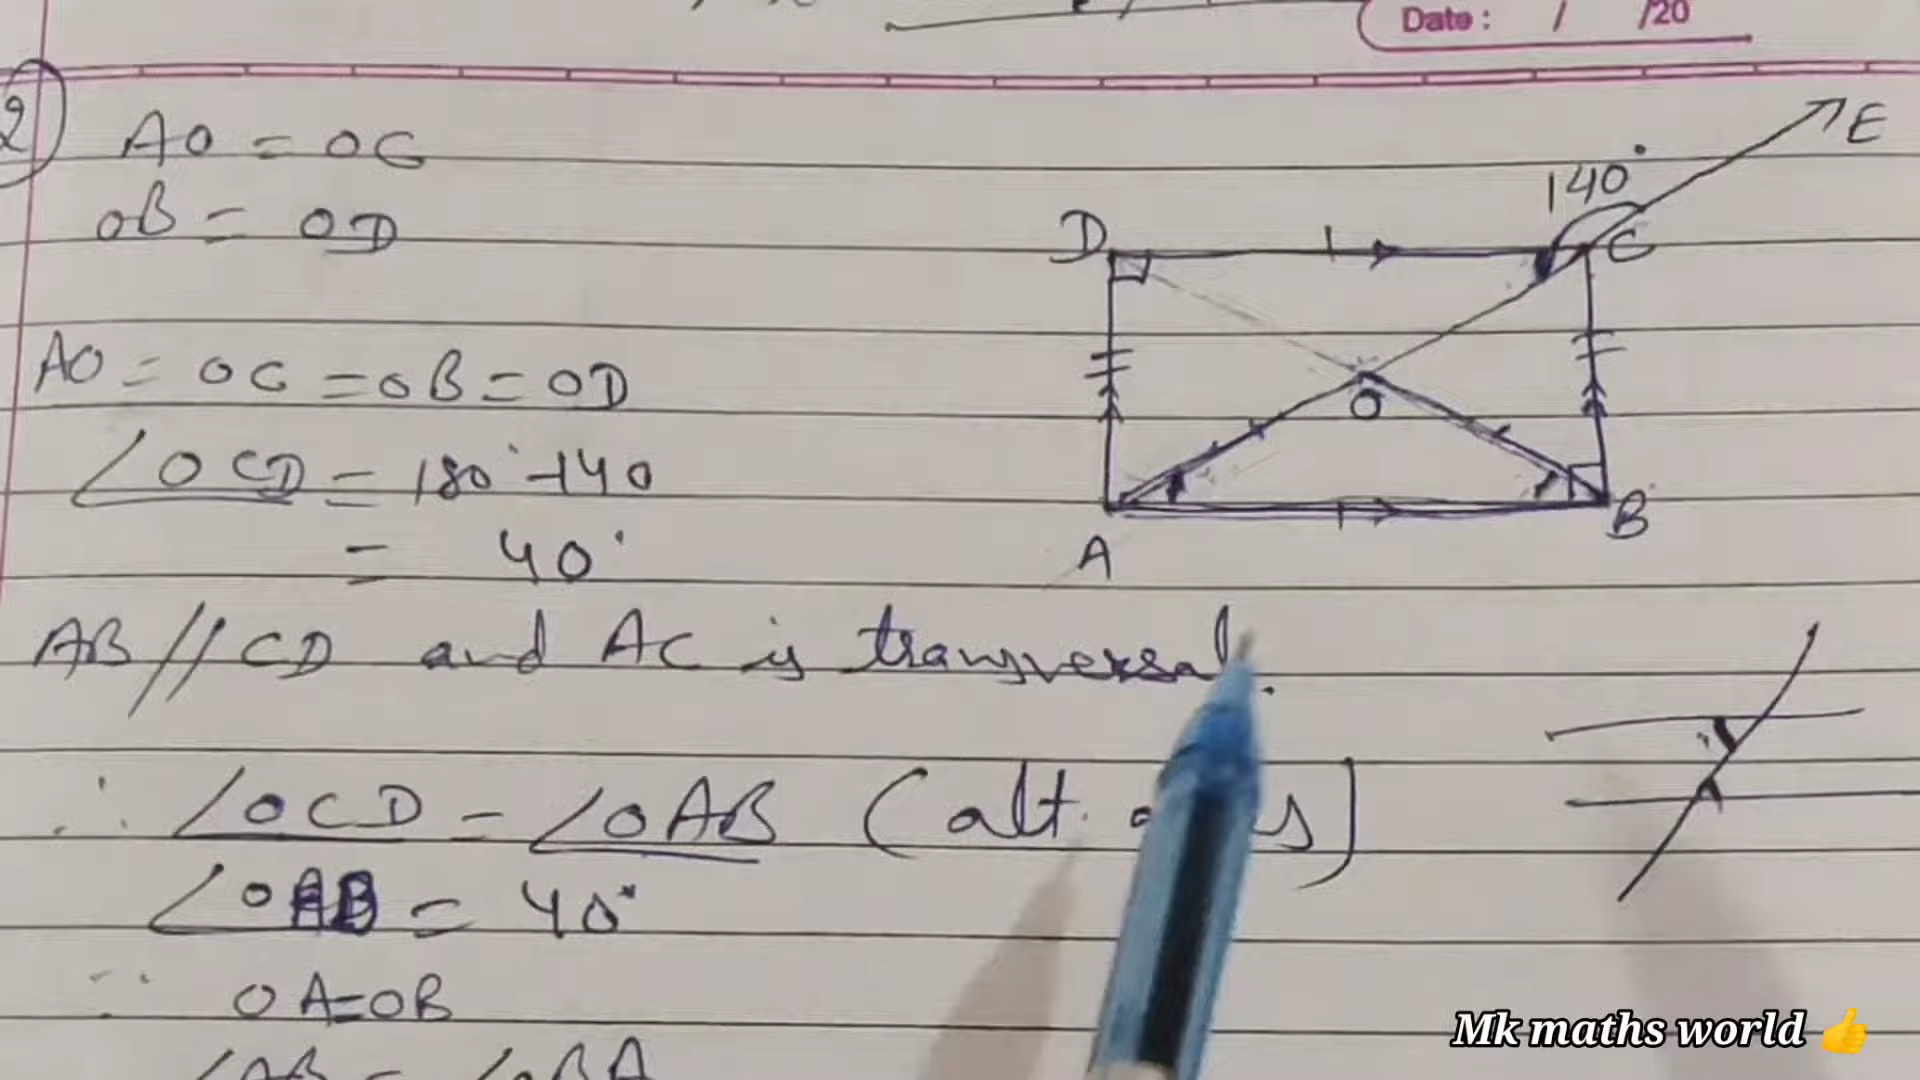 Date : / /20
2
AO = OC
OB = OD
AO = OC = OB = OD
∠OCD = 180° -140
= 40°
AB // CD and AC is transversal.
∴ ∠OCD = ∠OAB (alt.
∠OAB = 40°
∵ OA=OB
D
C
E
140°
O
A
B
Mk maths world 👍